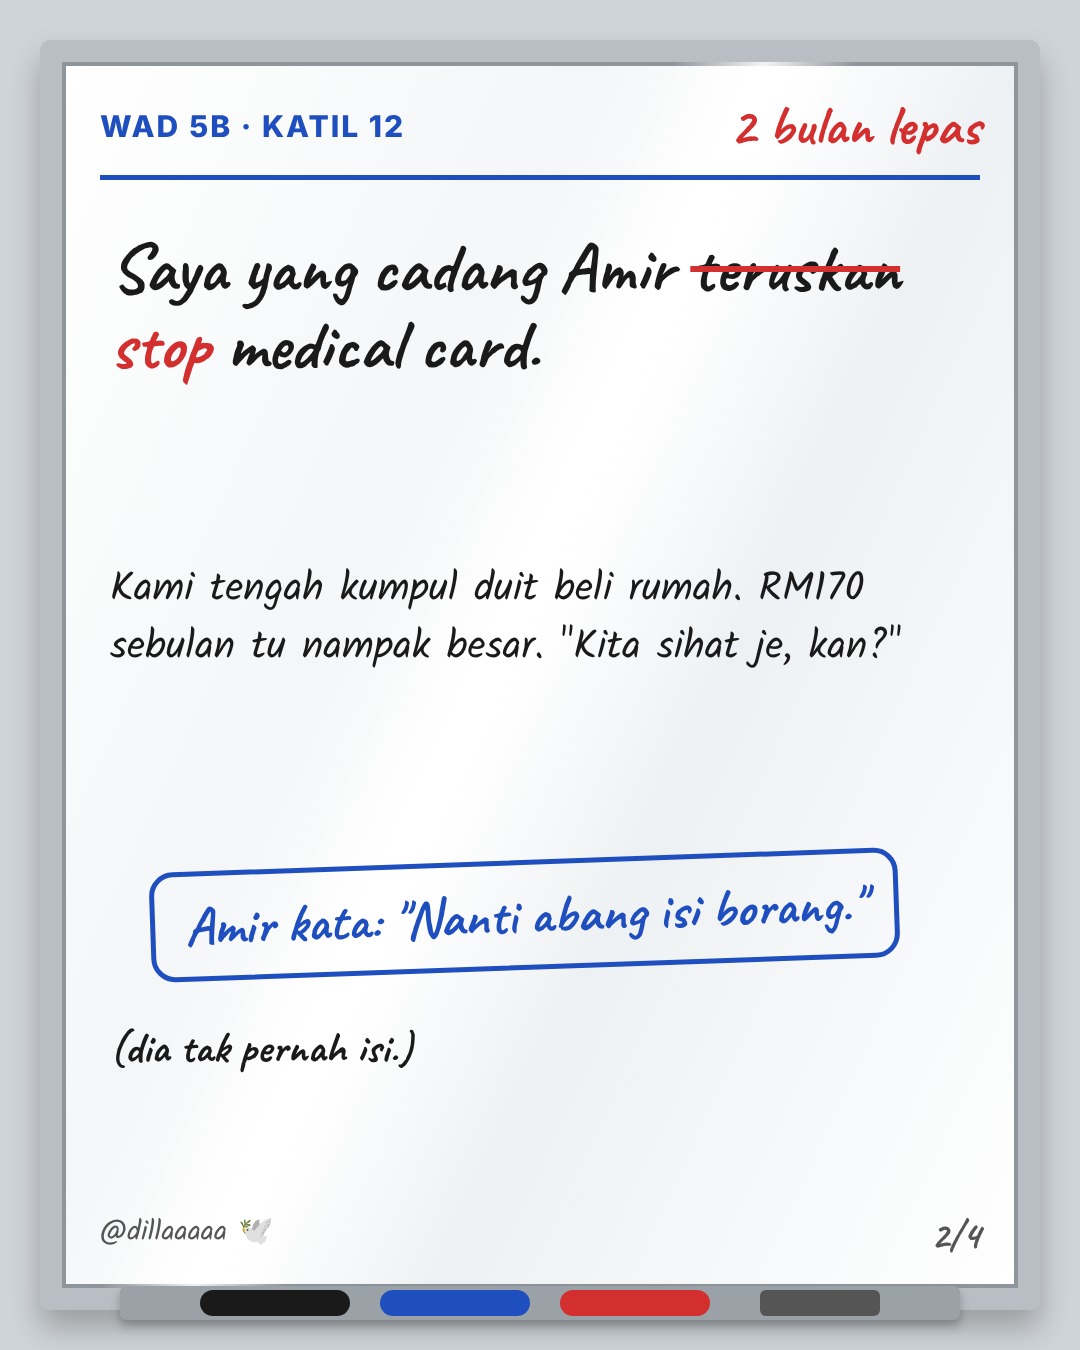 WAD 5B · KATIL 12
2 bulan lepas
Saya yang cadang Amir teruskan
stop medical card.
Kami tengah kumpul duit beli rumah. RM170
sebulan tu nampak besar. "Kita sihat je, kan?"
Amir kata: "Nanti abang isi borang."
(dia tak pernah isi.)
@dillaaaaa 🕊️
2/4